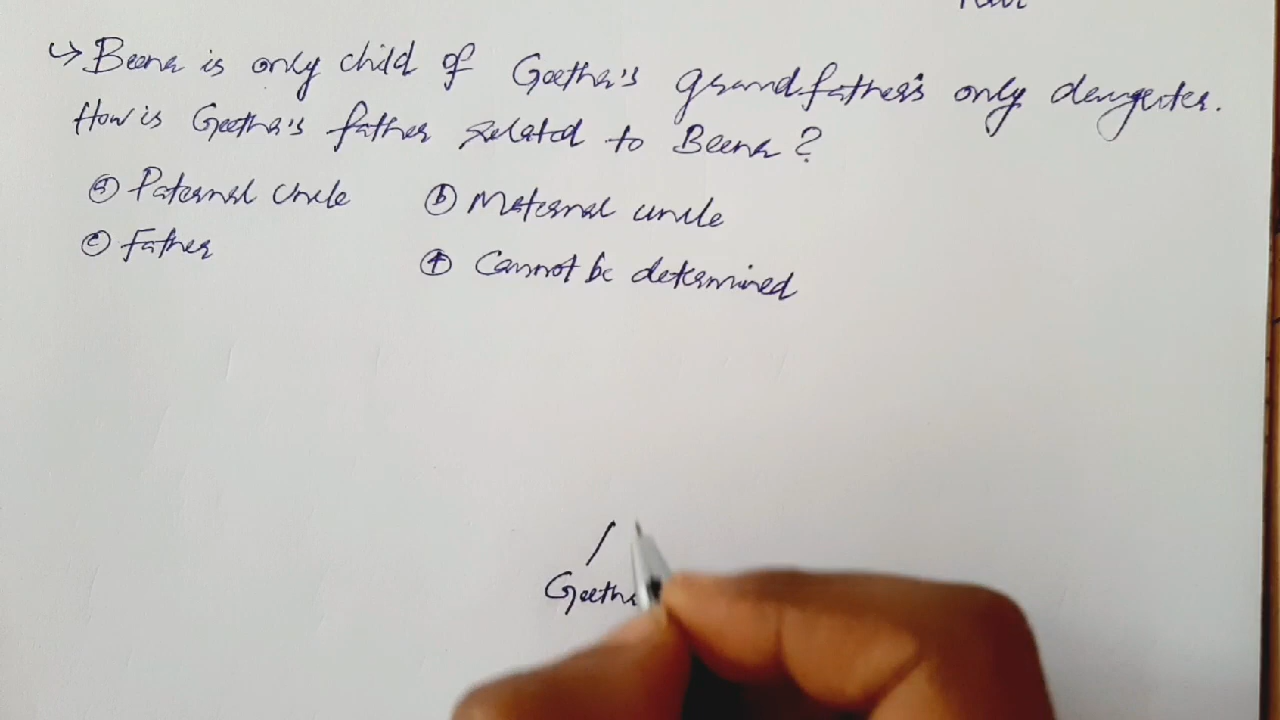 ↳ Beena is only child of Geetha's grandfather's only daugeter.
How is Geetha's father related to Beena?
ⓐ Paternal uncle ⓑ Maternal uncle
ⓒ Father
ⓓ Cannot be determined
Geetha